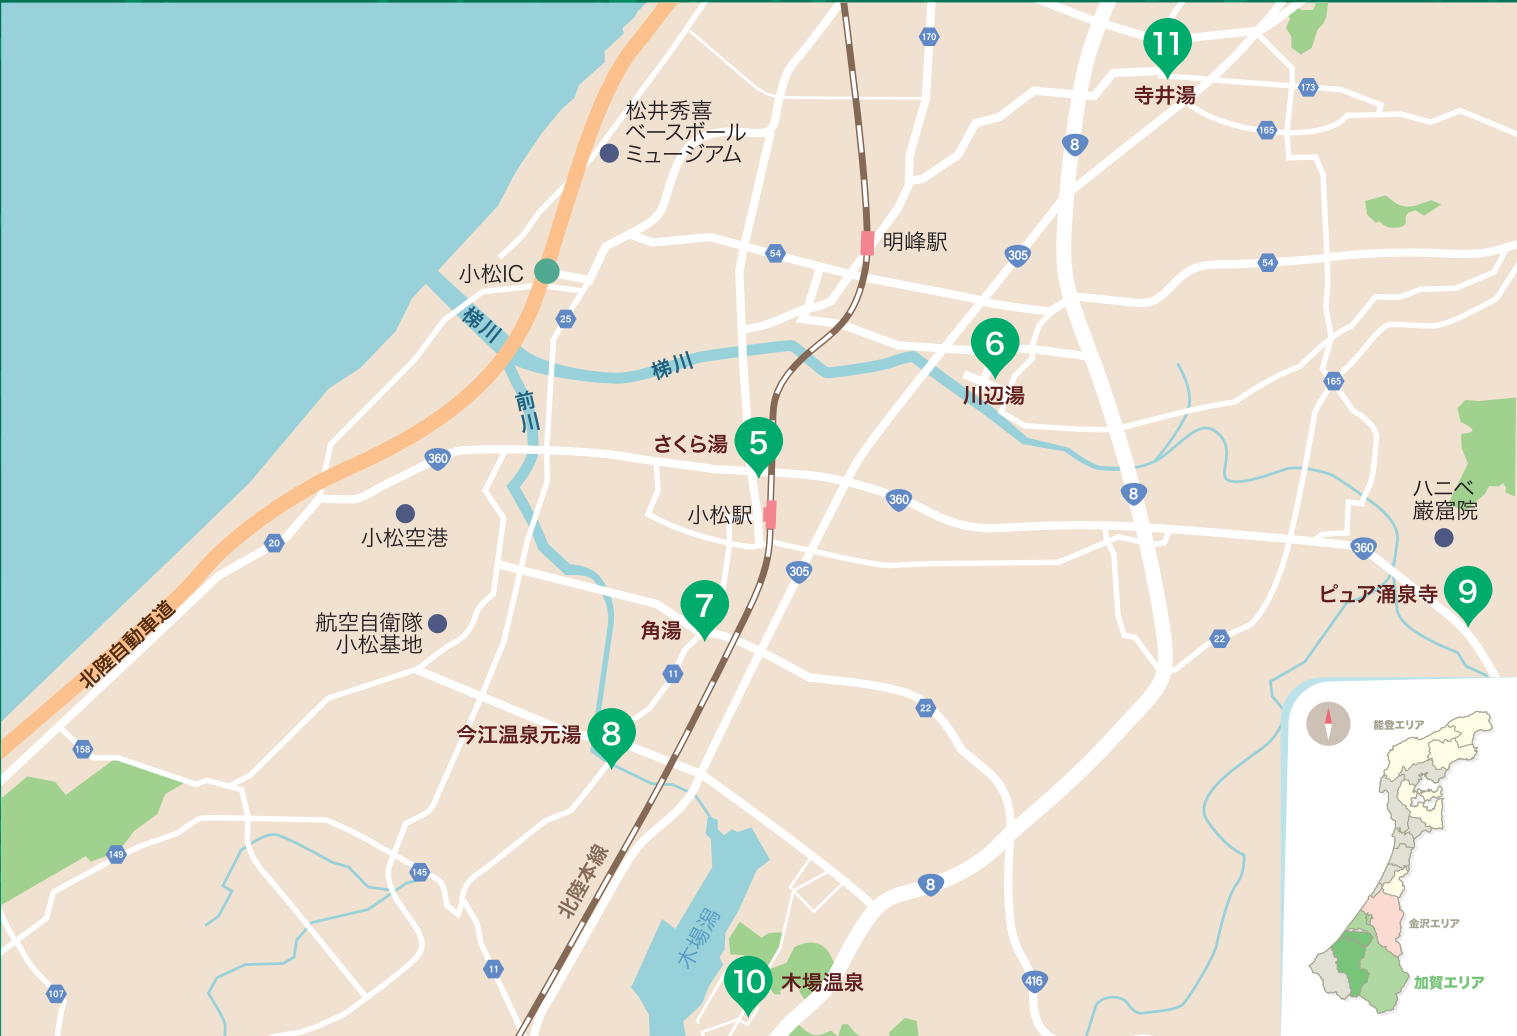 11
寺井湯
170
173
165
8
松井秀喜
ベースボール
ミュージアム
明峰駅
54
305
54
小松IC
25
梯川
梯川
6
川辺湯
165
前川
さくら湯
5
360
360
8
小松駅
小松空港
20
305
360
ハニベ
巌窟院
ピュア涌泉寺
9
航空自衛隊
小松基地
7
角湯
11
22
22
北陸自動車道
今江温泉元湯
8
158
149
145
北陸本線
8
木場潟
10
木場温泉
11
107
416
能登エリア
金沢エリア
加賀エリア